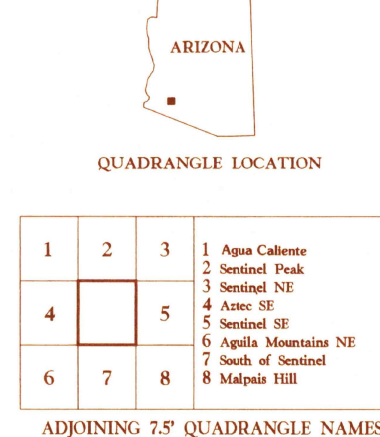 ARIZONA
QUADRANGLE LOCATION
1 2 3
4 5
6 7 8
1 Agua Caliente
2 Sentinel Peak
3 Sentinel NE
4 Aztec SE
5 Sentinel SE
6 Aguila Mountains NE
7 South of Sentinel
8 Malpais Hill
ADJOINING 7.5' QUADRANGLE NAMES